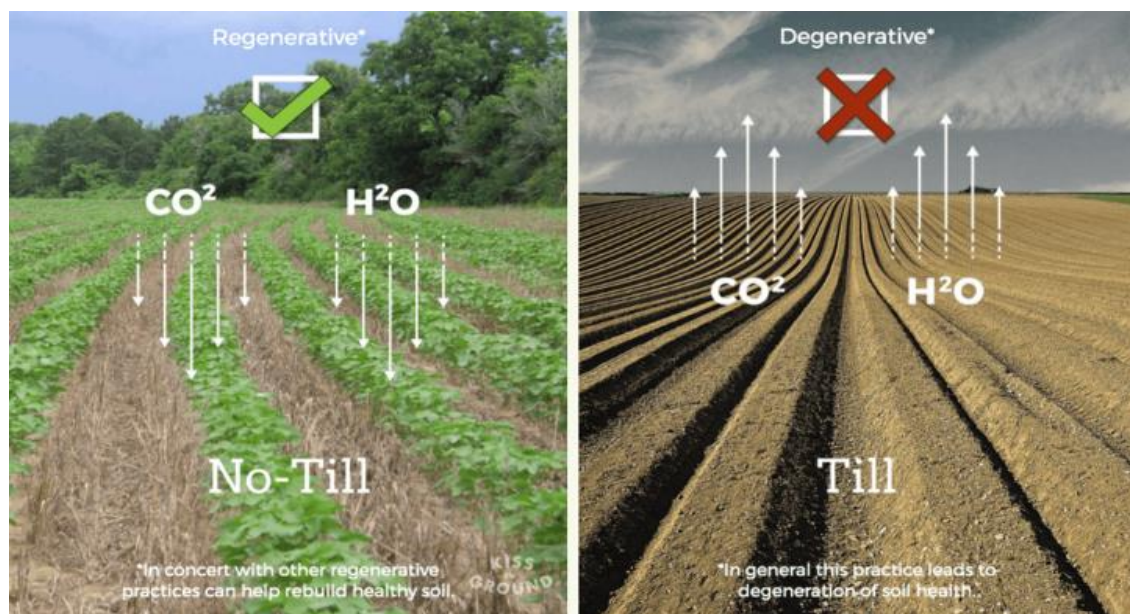 Regenerative*
CO²
H²O
No-Till
*In concert with other regenerative
practices can help rebuild healthy soil.
KISS
GROUND
Degenerative*
CO²
H²O
Till
*In general this practice leads to
degeneration of soil health..